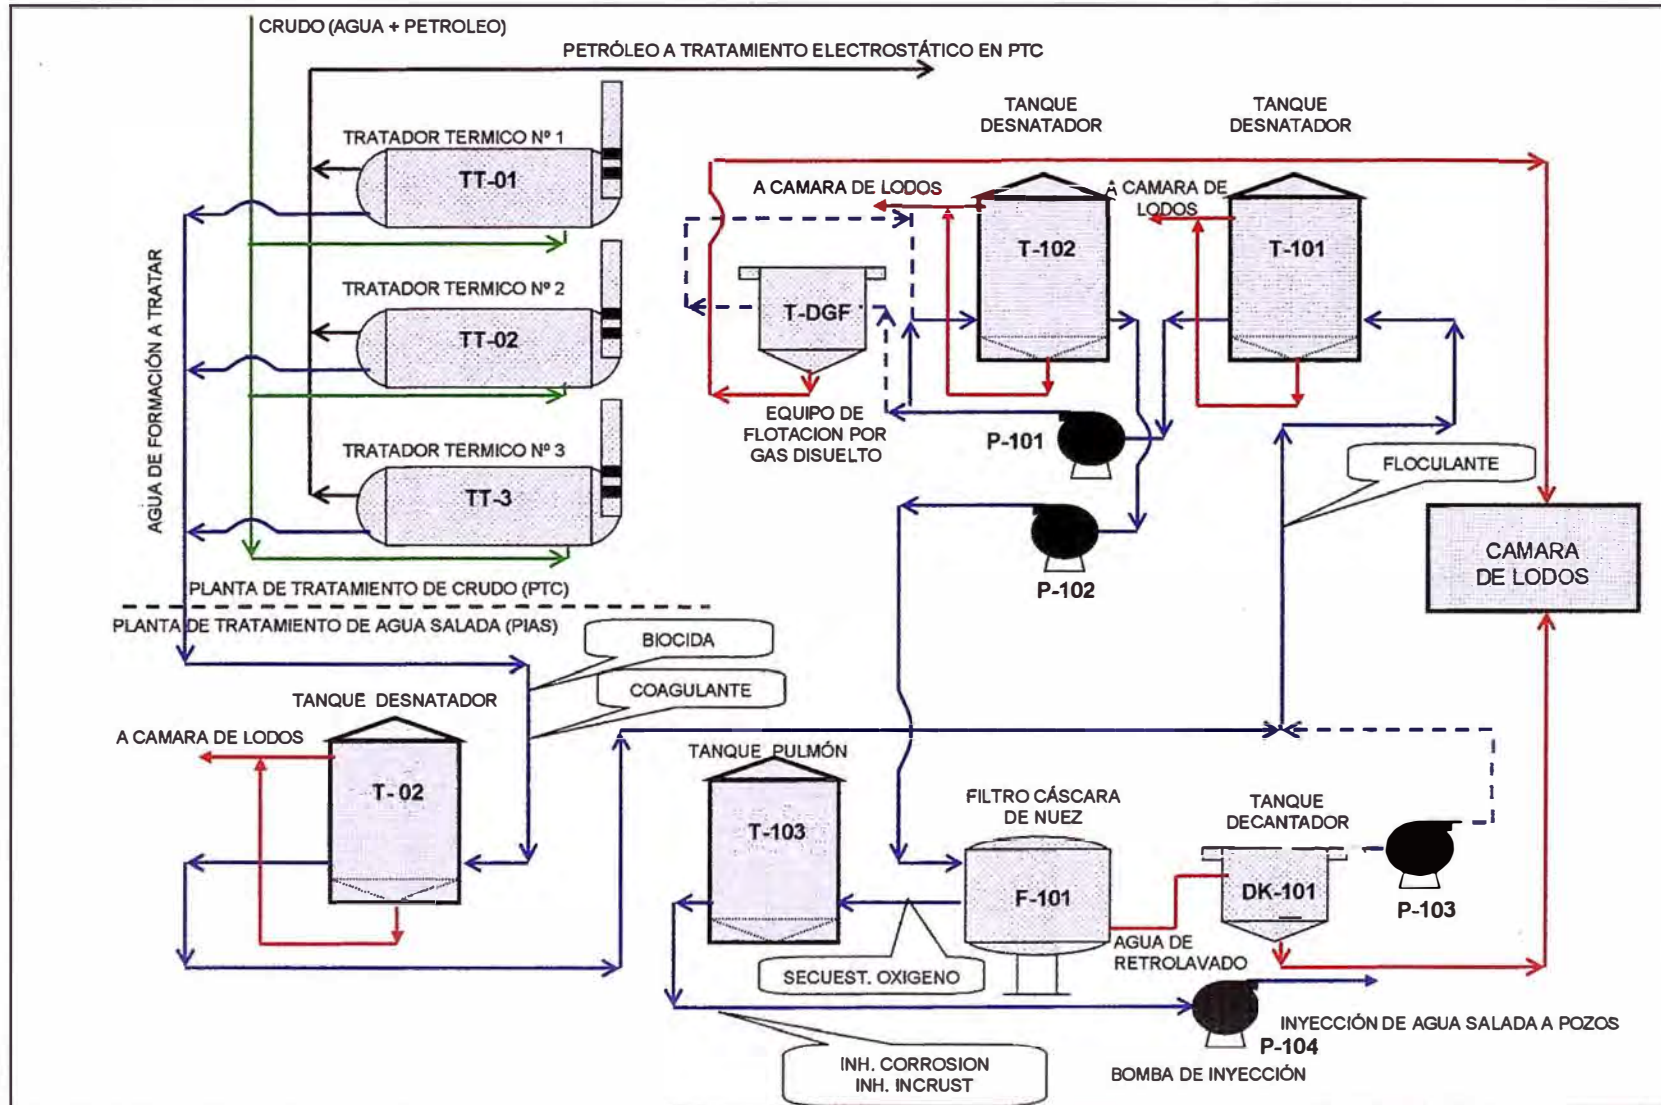 CRUDO (AGUA + PETROLEO)
PETRÓLEO A TRATAMIENTO ELECTROSTÁTICO EN PTC
TRATADOR TERMICO Nº 1
TT-01
TRATADOR TERMICO Nº 2
TT-02
TRATADOR TERMICO Nº 3
TT-3
AGUA DE FORMACIÓN A TRATAR
PLANTA DE TRATAMIENTO DE CRUDO (PTC)
PLANTA DE TRATAMIENTO DE AGUA SALADA (PIAS)
TANQUE
DESNATADOR
TANQUE
DESNATADOR
A CAMARA DE LODOS
A CAMARA DE
LODOS
T-102
T-101
T-DGF
EQUIPO DE
FLOTACION POR
GAS DISUELTO
P-101
P-102
FLOCULANTE
CAMARA
DE LODOS
BIOCIDA
COAGULANTE
TANQUE DESNATADOR
A CAMARA DE LODOS
T- 02
TANQUE PULMÓN
T-103
FILTRO CÁSCARA
DE NUEZ
F-101
TANQUE
DECANTADOR
DK-101
P-103
AGUA DE
RETROLAVADO
SECUEST. OXIGENO
INYECCIÓN DE AGUA SALADA A POZOS
P-104
BOMBA DE INYECCIÓN
INH. CORROSION
INH. INCRUST